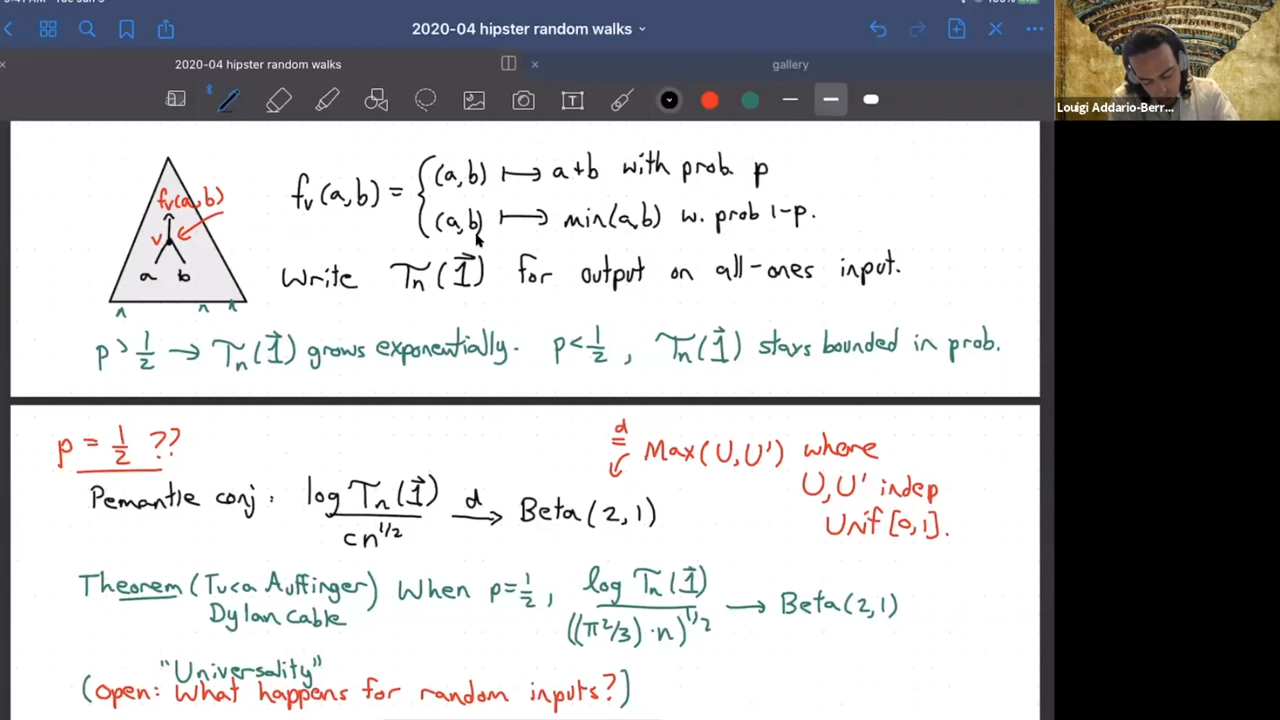 2020-04 hipster random walks
2020-04 hipster random walks
gallery
T
Louigi Addario-Berr...
fv(a,b)
v
a b
fv(a,b) = { (a,b) ↦ a+b with prob p
(a,b) ↦ min(a,b) w. prob 1-p.
Write Tn(1⃗) for output on all-ones input.
p > 1/2 → Tn(1⃗) grows exponentially. p < 1/2, Tn(1⃗) stays bounded in prob.
p = 1/2 ??
d= Max(U,U') where
U,U' indep
Unif[0,1].
Pemantle conj. log Tn(1⃗) / cn^1/2 →d Beta(2,1)
Theorem (Tuca Auffinger) When p=1/2, log Tn(1⃗) / ((π²/3)·n)^1/2 → Beta(2,1)
Dylan Cable
"Universality"
(open: What happens for random inputs?)